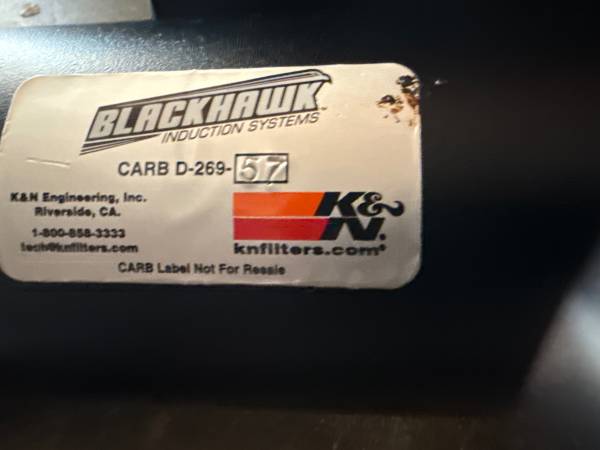 BLACKHAWK™
INDUCTION SYSTEMS
CARB D-269-57
K&N Engineering, Inc.
Riverside, CA.
1-800-858-3333
tech@knfilters.com
K&N®
knfilters.com®
CARB Label Not For Resale